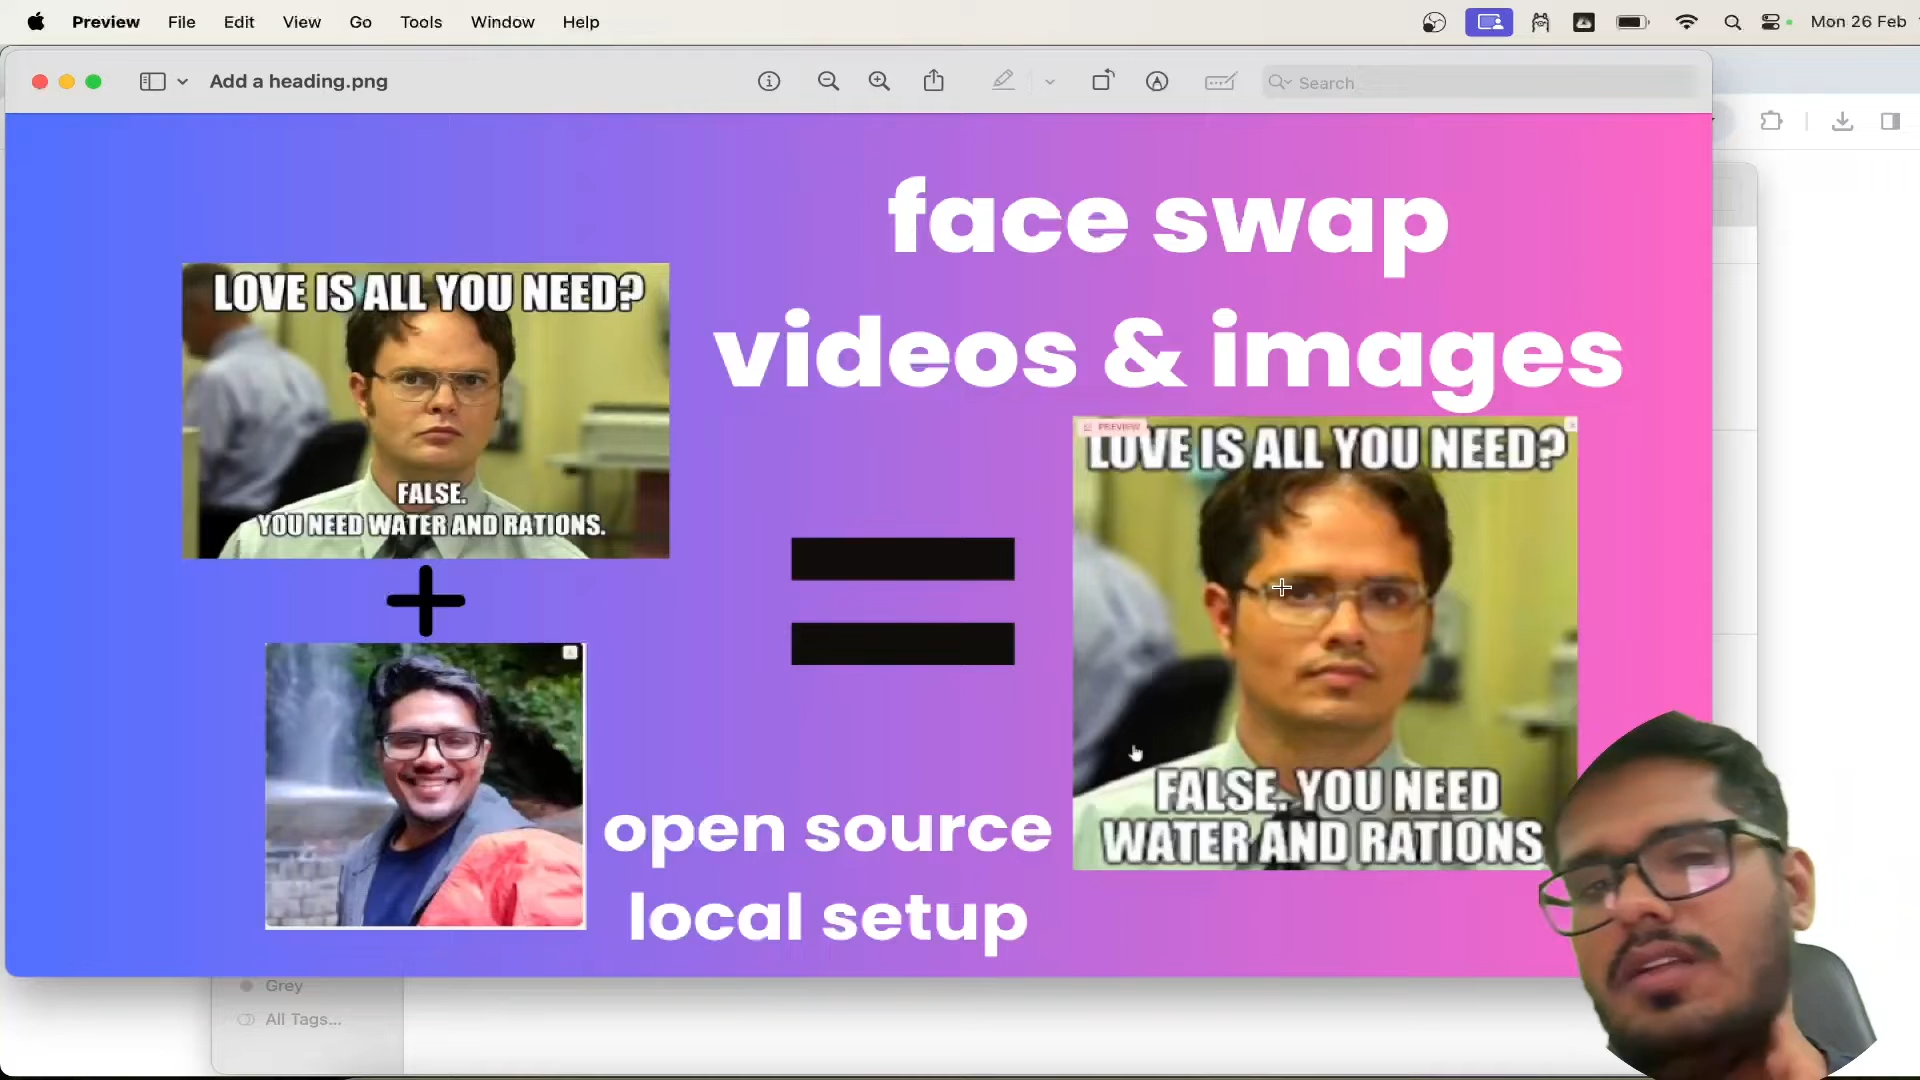 Preview File Edit View Go Tools Window Help Mon 26 Feb
Add a heading.png
Search
face swap
videos & images
LOVE IS ALL YOU NEED?
FALSE.
YOU NEED WATER AND RATIONS.
PREVIEW
LOVE IS ALL YOU NEED?
FALSE. YOU NEED
WATER AND RATIONS
open source
local setup
Grey
All Tags...